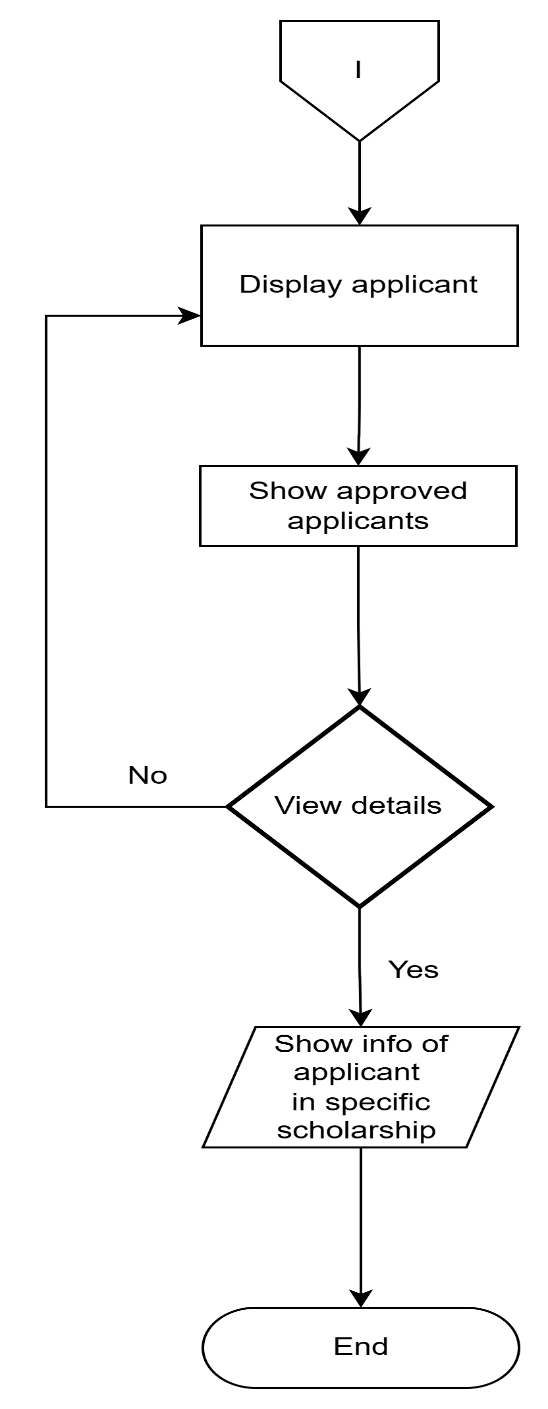 I
Display applicant
Show approved
applicants
No
View details
Yes
Show info of
applicant
in specific
scholarship
End